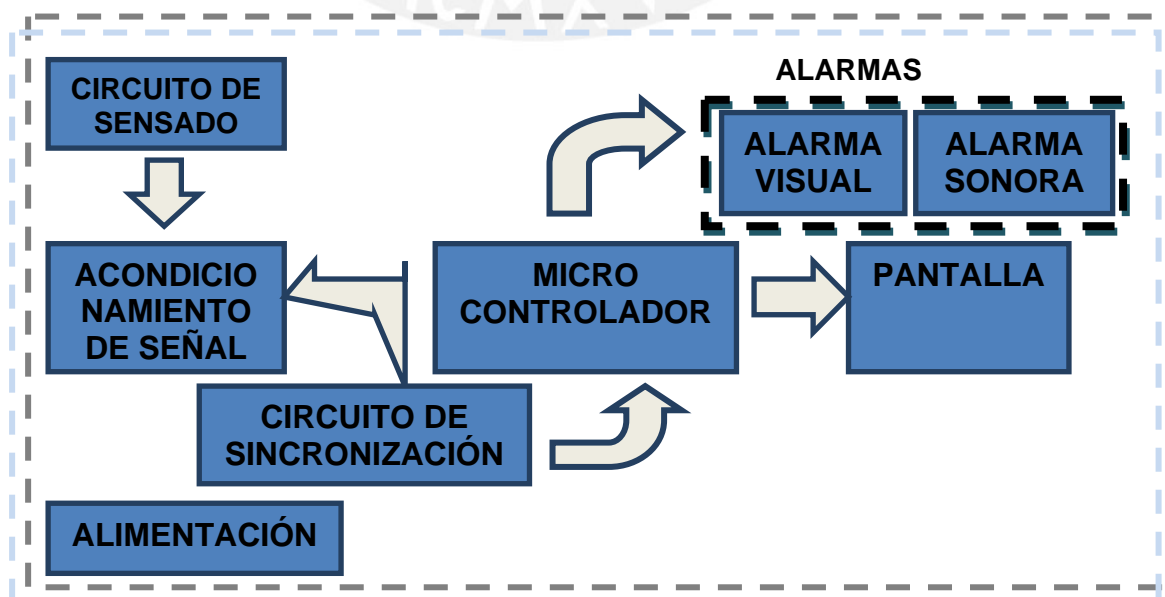 CIRCUITO DE
SENSADO
ALARMAS
ALARMA
VISUAL
ALARMA
SONORA
ACONDICIO
NAMIENTO
DE SEÑAL
MICRO
CONTROLADOR
PANTALLA
CIRCUITO DE
SINCRONIZACIÓN
ALIMENTACIÓN